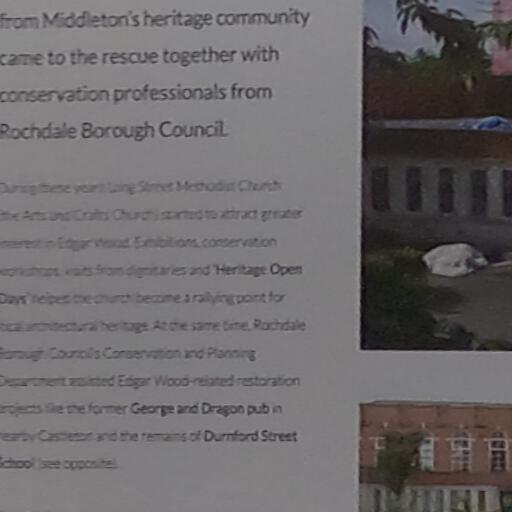 from Middleton's heritage community
came to the rescue together with
conservation professionals from
Rochdale Borough Council.
During these years Long Street Methodist Church
(the Arts and Crafts Church) started to attract greater
interest in Edgar Wood. Exhibitions, conservation
workshops, visits from dignitaries and 'Heritage Open
Days' helped the church become a rallying point for
local architectural heritage. At the same time, Rochdale
Borough Council's Conservation and Planning
Department assisted Edgar Wood-related restoration
projects like the former George and Dragon pub in
nearby Castleton and the remains of Durnford Street
School (see opposite).